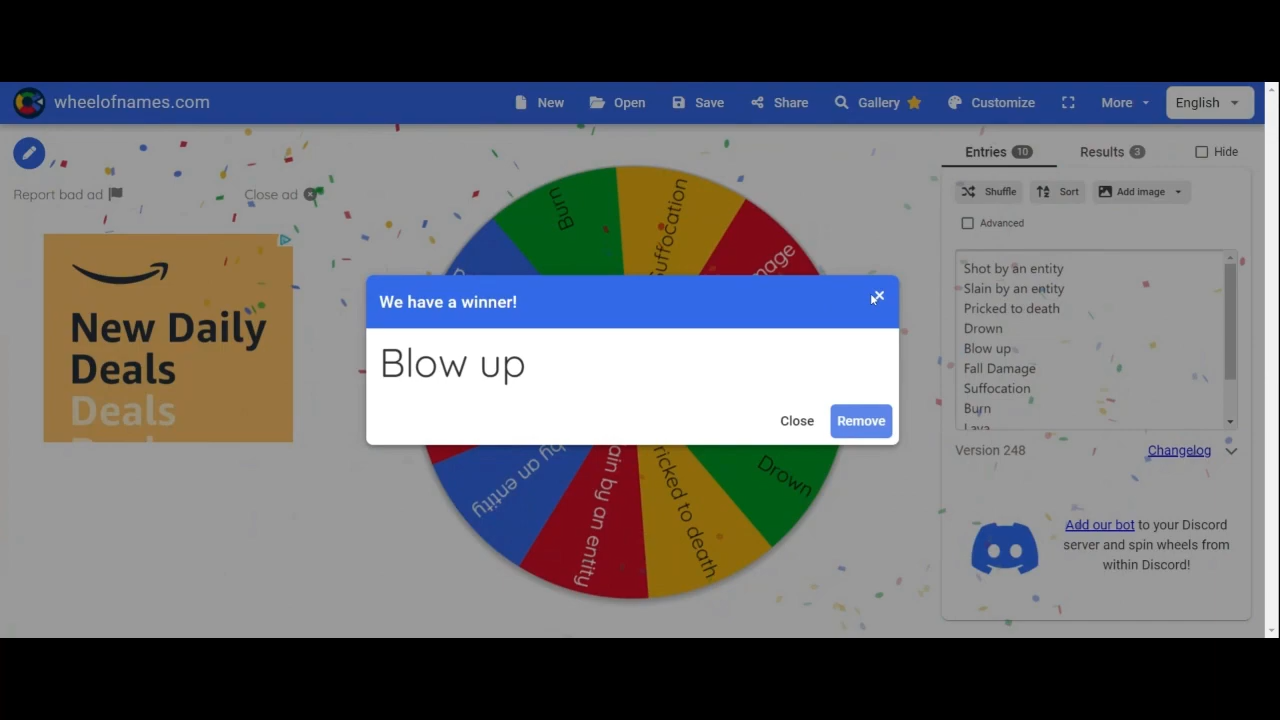 wheelofnames.com
New
Open
Save
Share
Gallery
Customize
More
English
Report bad ad
Close ad
New Daily
Deals
Deals
Burn
Suffocation
Drown
Pricked to death
Slain by an entity
by an entity
We have a winner!
×
Blow up
Close
Remove
Entries 10
Results 3
Hide
Shuffle
Sort
Add image
Advanced
Shot by an entity
Slain by an entity
Pricked to death
Drown
Blow up
Fall Damage
Suffocation
Burn
Lava
Version 248
Changelog
Add our bot to your Discord
server and spin wheels from
within Discord!